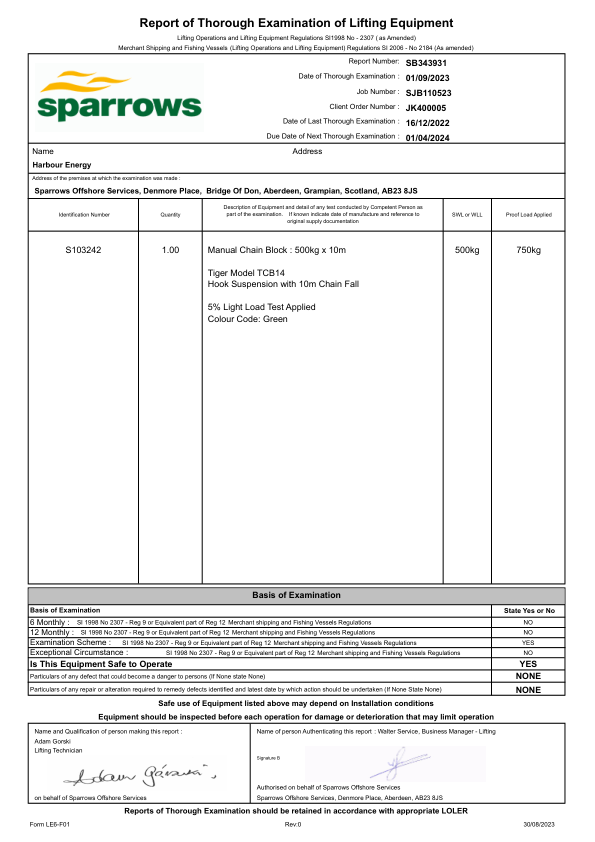 Report of Thorough Examination of Lifting Equipment
Lifting Operations and Lifting Equipment Regulations SI1998 No - 2307 ( as Amended)
Merchant Shipping and Fishing Vessels (Lifting Operations and Lifting Equipment) Regulations SI 2006 - No 2184 (As amended)
sparrows
Report Number: SB343931
Date of Thorough Examination : 01/09/2023
Job Number : SJB110523
Client Order Number : JK400005
Date of Last Thorough Examination : 16/12/2022
Due Date of Next Thorough Examination : 01/04/2024
Name Address
Harbour Energy
Address of the premises at which the examination was made :
Sparrows Offshore Services, Denmore Place, Bridge Of Don, Aberdeen, Grampian, Scotland, AB23 8JS
Identification Number Quantity Description of Equipment and detail of any test conducted by Competent Person as part of the examination. If known indicate date of manufacture and reference to original supply documentation SWL or WLL Proof Load Applied
S103242 1.00 Manual Chain Block : 500kg x 10m 500kg 750kg
Tiger Model TCB14
Hook Suspension with 10m Chain Fall
5% Light Load Test Applied
Colour Code: Green
Basis of Examination
Basis of Examination State Yes or No
6 Monthly : SI 1998 No 2307 - Reg 9 or Equivalent part of Reg 12 Merchant shipping and Fishing Vessels Regulations NO
12 Monthly : SI 1998 No 2307 - Reg 9 or Equivalent part of Reg 12 Merchant shipping and Fishing Vessels Regulations NO
Examination Scheme : SI 1998 No 2307 - Reg 9 or Equivalent part of Reg 12 Merchant shipping and Fishing Vessels Regulations YES
Exceptional Circumstance : SI 1998 No 2307 - Reg 9 or Equivalent part of Reg 12 Merchant shipping and Fishing Vessels Regulations NO
Is This Equipment Safe to Operate YES
Particulars of any defect that could become a danger to persons (If None state None) NONE
Particulars of any repair or alteration required to remedy defects identified and latest date by which action should be undertaken (If None State None) NONE
Safe use of Equipment listed above may depend on Installation conditions
Equipment should be inspected before each operation for damage or deterioration that may limit operation
Name and Qualification of person making this report :
Adam Gorski
Lifting Technician
on behalf of Sparrows Offshore Services
Name of person Authenticating this report : Walter Service, Business Manager - Lifting
Signature B
Authorised on behalf of Sparrows Offshore Services
Sparrows Offshore Services, Denmore Place, Aberdeen, AB23 8JS
Reports of Thorough Examination should be retained in accordance with appropriate LOLER
Form LE6-F01 Rev:0 30/08/2023